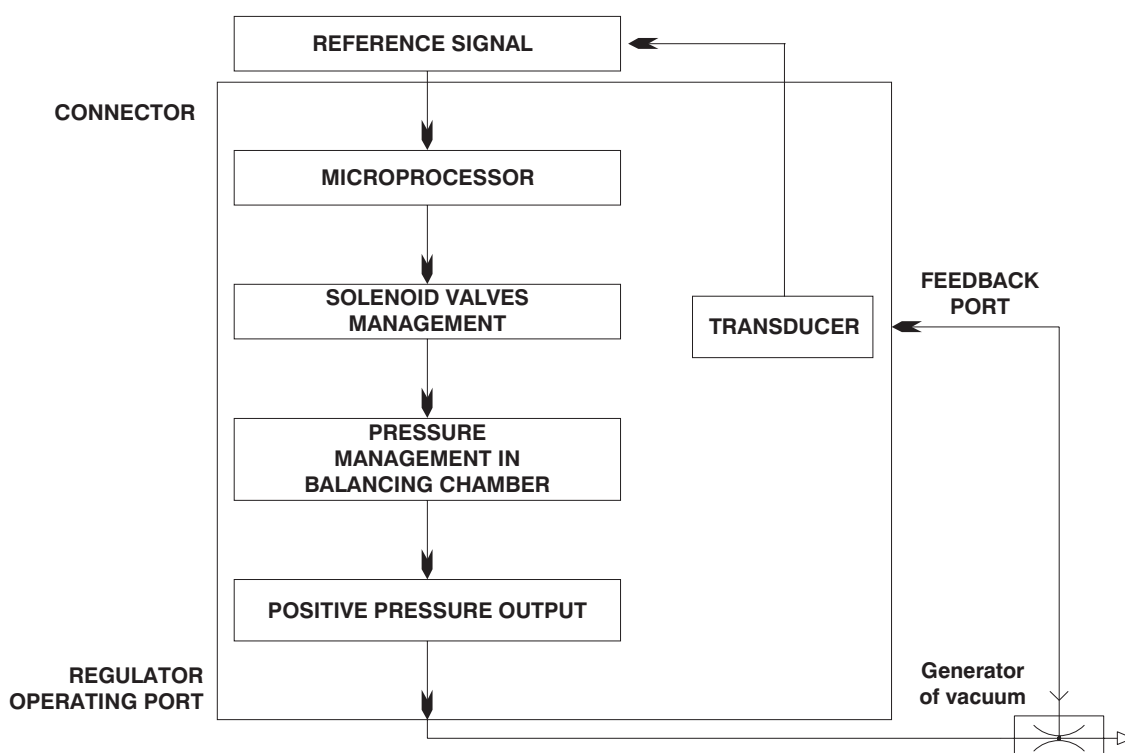 REFERENCE SIGNAL
CONNECTOR
MICROPROCESSOR
SOLENOID VALVES
MANAGEMENT
TRANSDUCER
FEEDBACK
PORT
PRESSURE
MANAGEMENT IN
BALANCING CHAMBER
POSITIVE PRESSURE OUTPUT
REGULATOR
OPERATING PORT
Generator
of vacuum